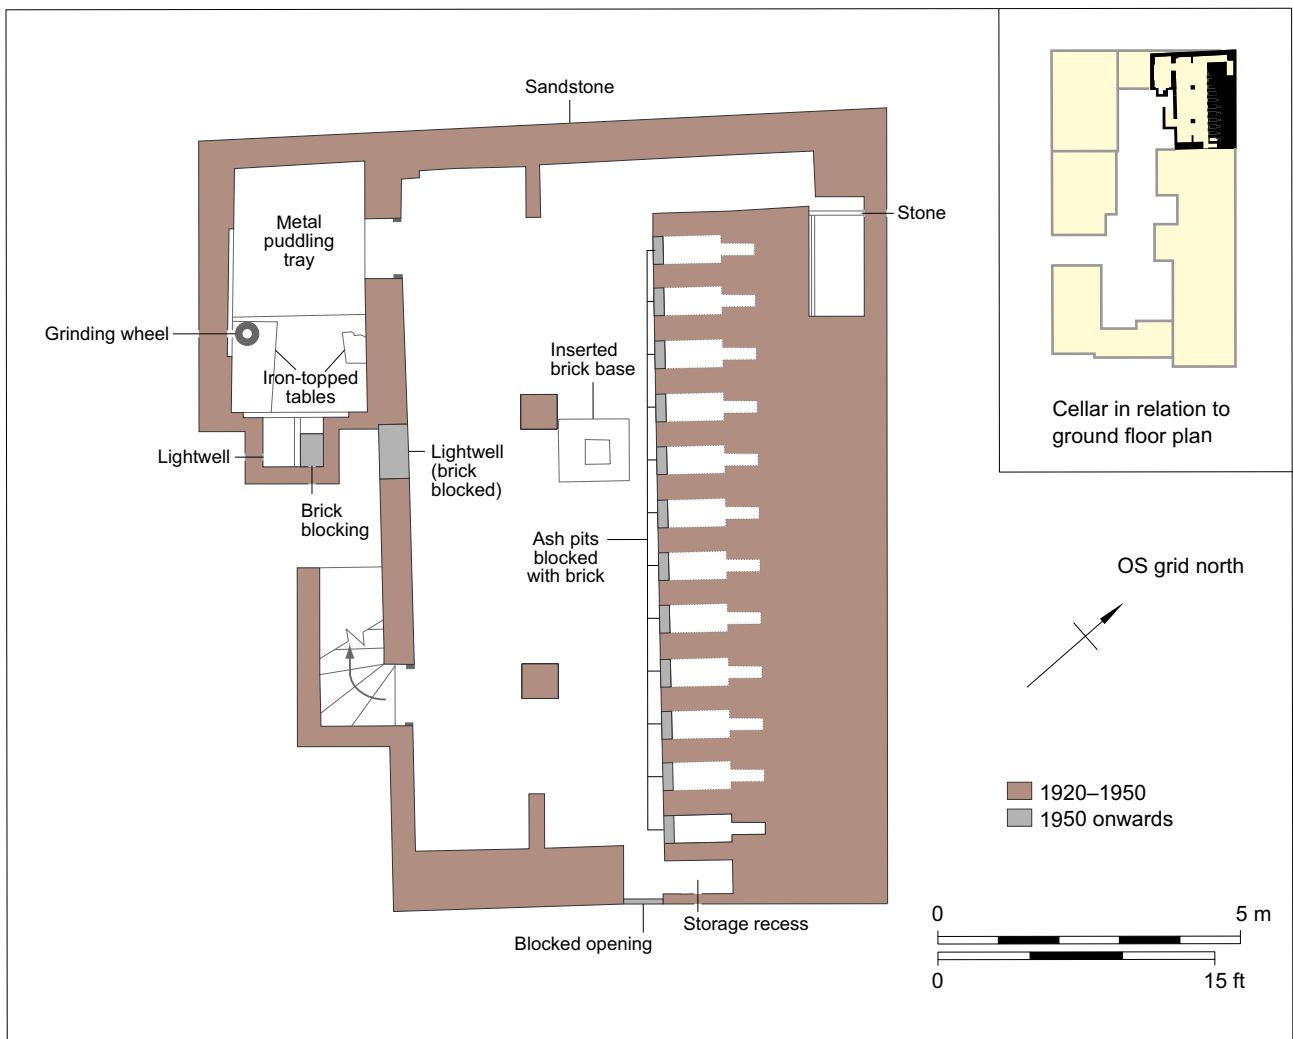 Sandstone
Metal
puddling
tray
Stone
Grinding wheel
Iron-topped
tables
Inserted
brick base
Lightwell
Lightwell
(brick
blocked)
Brick
blocking
Ash pits
blocked
with brick
Storage recess
Blocked opening
Cellar in relation to
ground floor plan
OS grid north
1920–1950
1950 onwards
0 5 m
0 15 ft